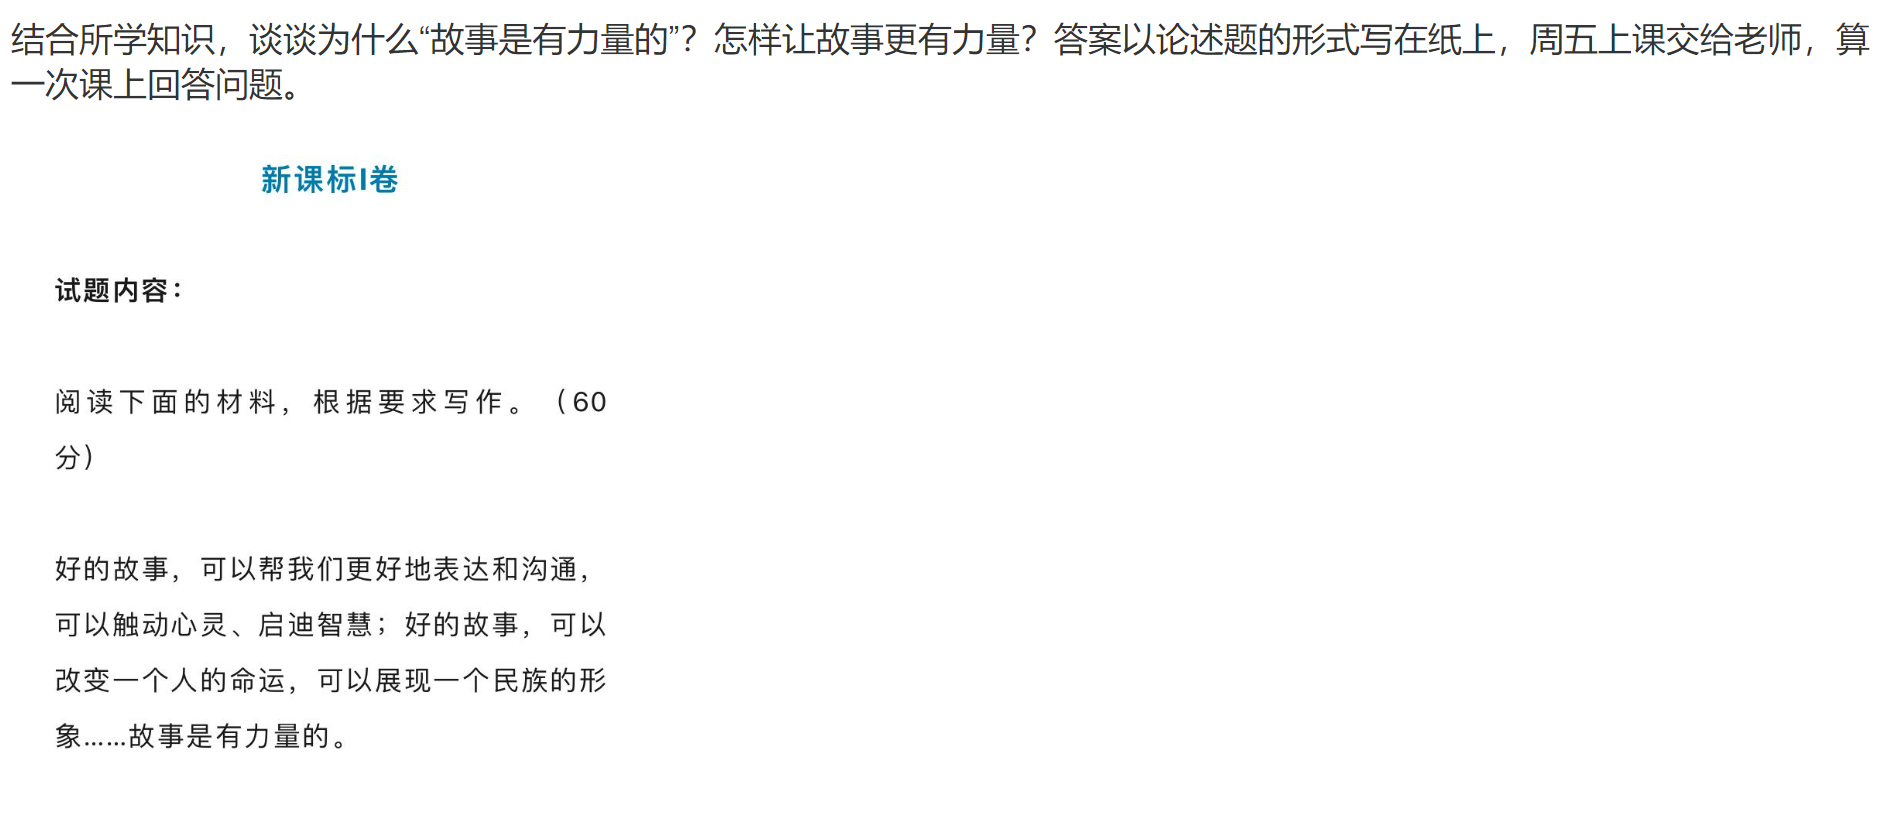 结合所学知识，谈谈为什么“故事是有力量的”？怎样让故事更有力量？答案以论述题的形式写在纸上，周五上课交给老师，算
一次课上回答问题。
新课标I卷
试题内容：
阅读下面的材料，根据要求写作。（60
分）
好的故事，可以帮我们更好地表达和沟通，
可以触动心灵、启迪智慧；好的故事，可以
改变一个人的命运，可以展现一个民族的形
象……故事是有力量的。